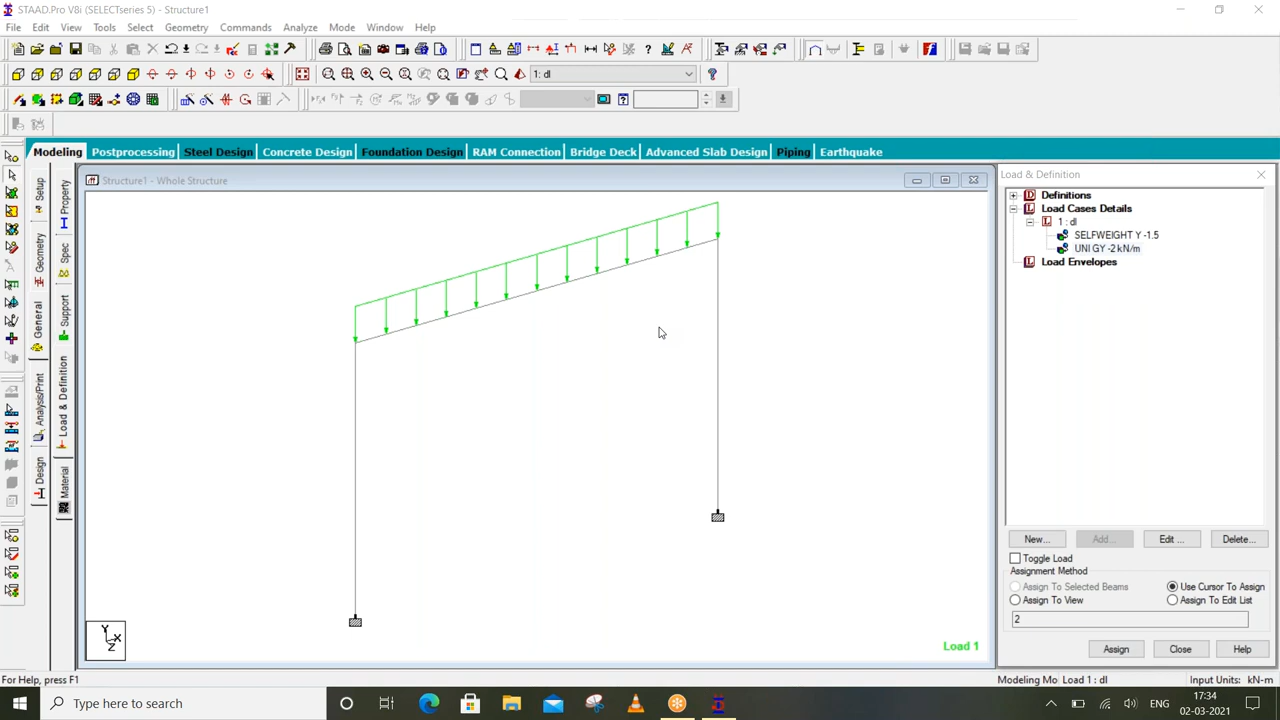 STAAD.Pro V8i (SELECTseries 5) - Structure1
File Edit View Tools Select Geometry Commands Analyze Mode Window Help
1: dl
Modeling Postprocessing Steel Design Concrete Design Foundation Design RAM Connection Bridge Deck Advanced Slab Design Piping Earthquake
Setup
Geometry
General
Analysis/Print
Design
Property
Spec
Support
Load & Definition
Material
Structure1 - Whole Structure
Y
X
Z
Load 1
Load & Definition
Definitions
Load Cases Details
1 : dl
SELFWEIGHT Y -1.5
UNI GY -2 kN/m
Load Envelopes
New... Add... Edit ... Delete...
Toggle Load
Assignment Method
Assign To Selected Beams Use Cursor To Assign
Assign To View Assign To Edit List
2
Assign Close Help
For Help, press F1
Modeling Mo Load 1 : dl Input Units: kN-m
Type here to search
ENG
17:34
02-03-2021